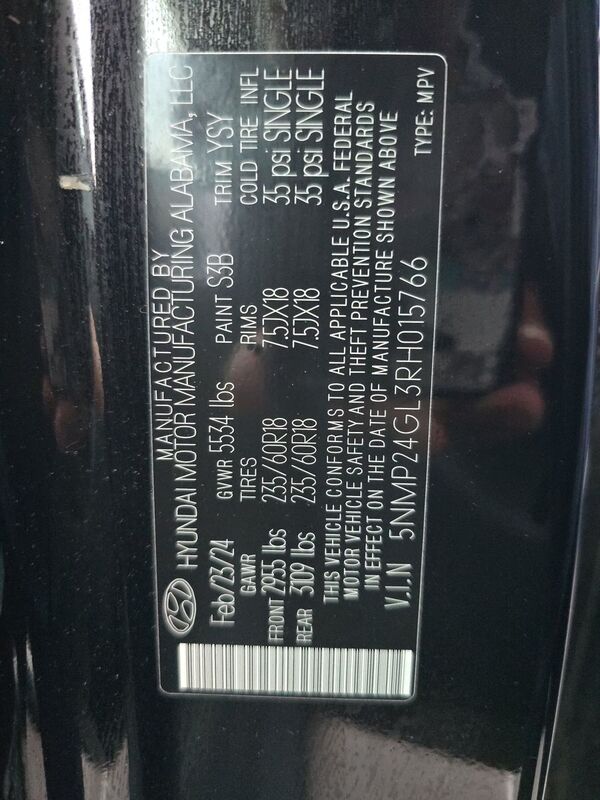 MANUFACTURED BY
HYUNDAI MOTOR MANUFACTURING ALABAMA, LLC
Feb/23/24 GVWR 5534 lbs PAINT S3B TRIM YSY
GAWR TIRES RIMS COLD TIRE INFL
FRONT 2955 lbs 235/60R18 7.5JX18 35 psi SINGLE
REAR 3109 lbs 235/60R18 7.5JX18 35 psi SINGLE
THIS VEHICLE CONFORMS TO ALL APPLICABLE U.S.A. FEDERAL
MOTOR VEHICLE SAFETY AND THEFT PREVENTION STANDARDS
IN EFFECT ON THE DATE OF MANUFACTURE SHOWN ABOVE
V.I.N 5NMP24GL3RH015766 TYPE: MPV